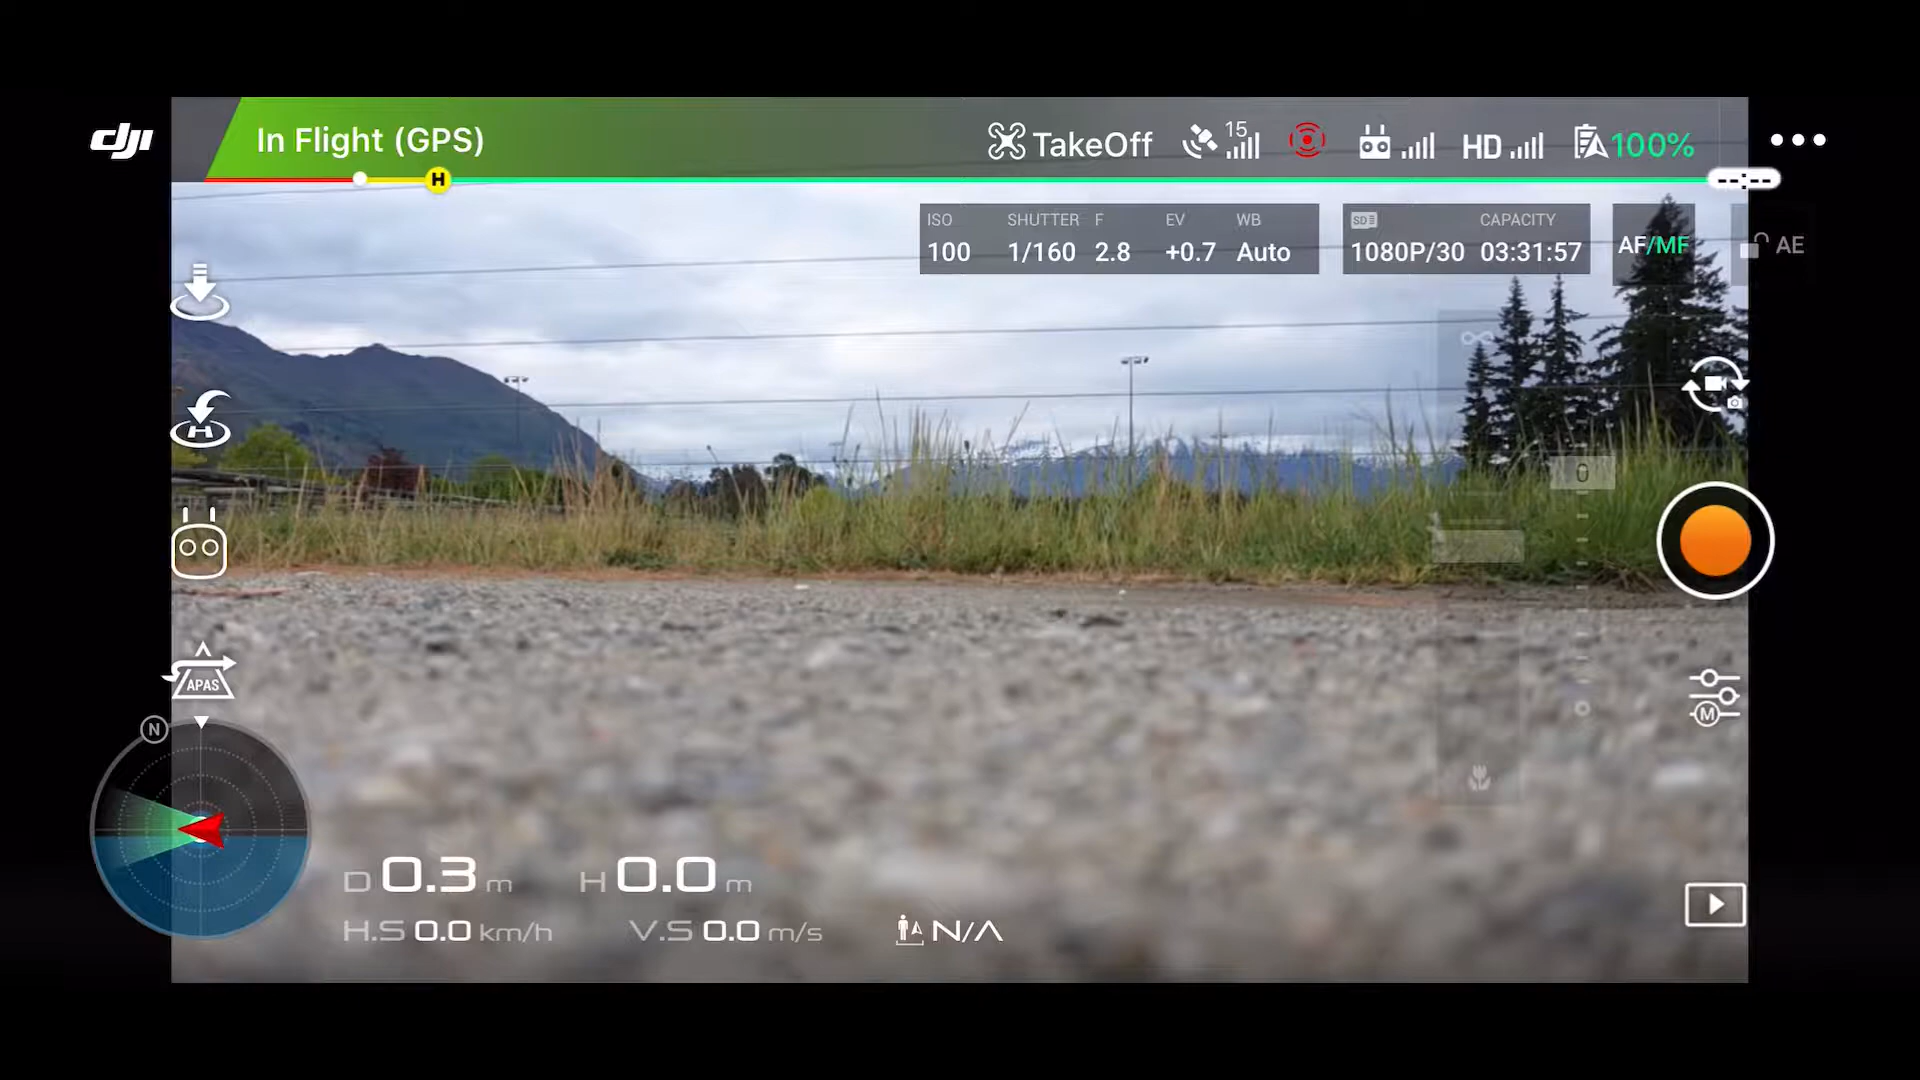 dji
In Flight (GPS)
TakeOff
15
HD
100%
H
--:--
ISO SHUTTER F EV WB
100 1/160 2.8 +0.7 Auto
SD CAPACITY
1080P/30 03:31:57
AF/MF
AE
H
0
APAS
N
M
D 0.3 m H 0.0 m
H.S 0.0 km/h V.S 0.0 m/s N/A